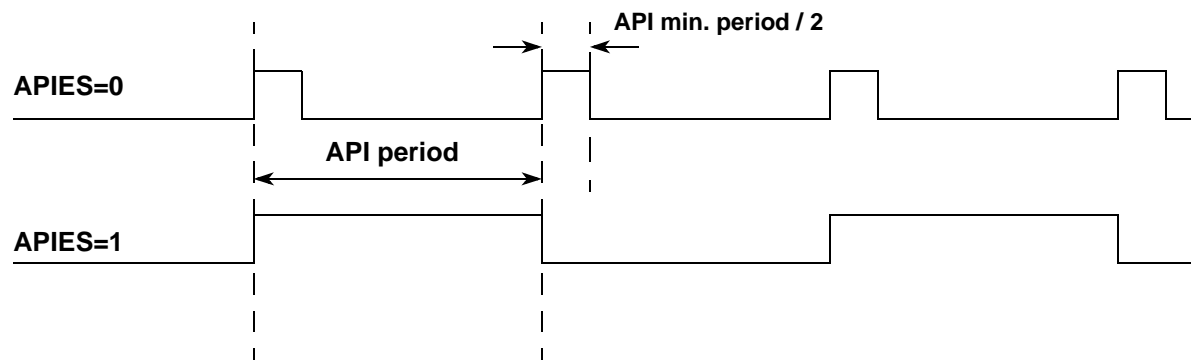 API min. period / 2
APIES=0
API period
APIES=1